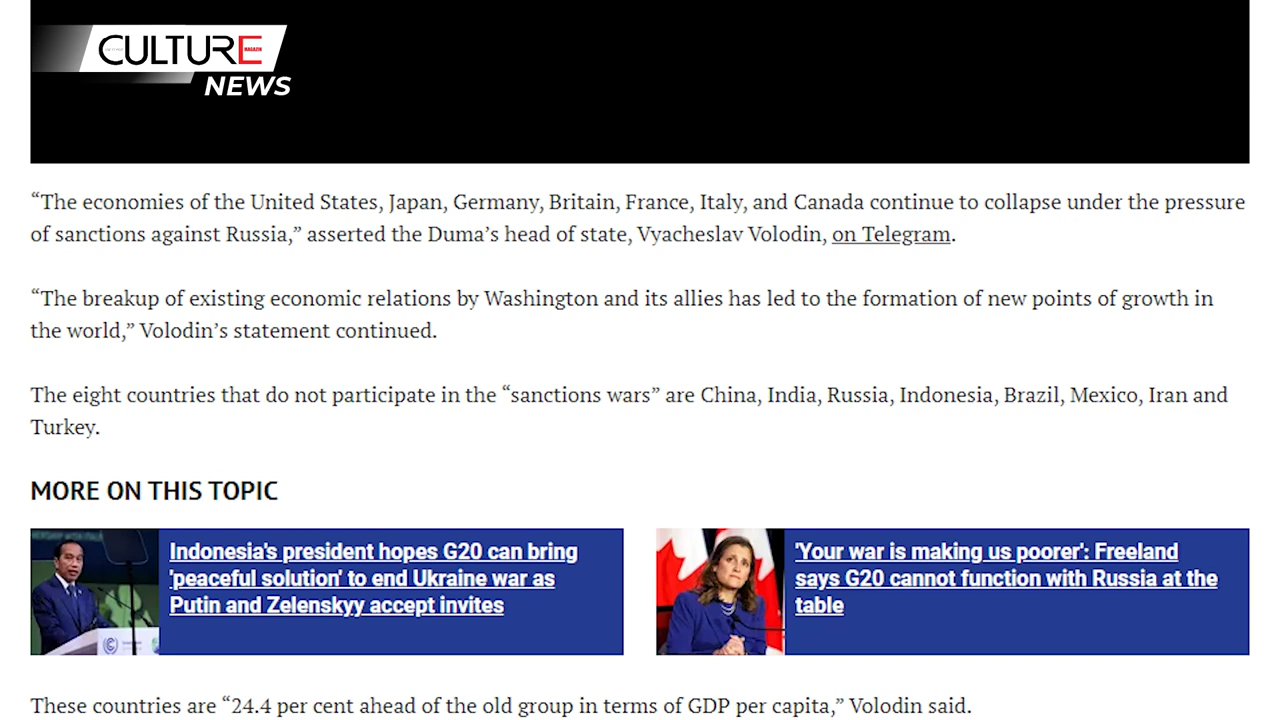 CULTURE
MAGAZIN
NEWS
“The economies of the United States, Japan, Germany, Britain, France, Italy, and Canada continue to collapse under the pressure
of sanctions against Russia,” asserted the Duma’s head of state, Vyacheslav Volodin, on Telegram.
“The breakup of existing economic relations by Washington and its allies has led to the formation of new points of growth in
the world,” Volodin’s statement continued.
The eight countries that do not participate in the “sanctions wars” are China, India, Russia, Indonesia, Brazil, Mexico, Iran and
Turkey.
MORE ON THIS TOPIC
Indonesia's president hopes G20 can bring
'peaceful solution' to end Ukraine war as
Putin and Zelenskyy accept invites
'Your war is making us poorer': Freeland
says G20 cannot function with Russia at the
table
These countries are “24.4 per cent ahead of the old group in terms of GDP per capita,” Volodin said.